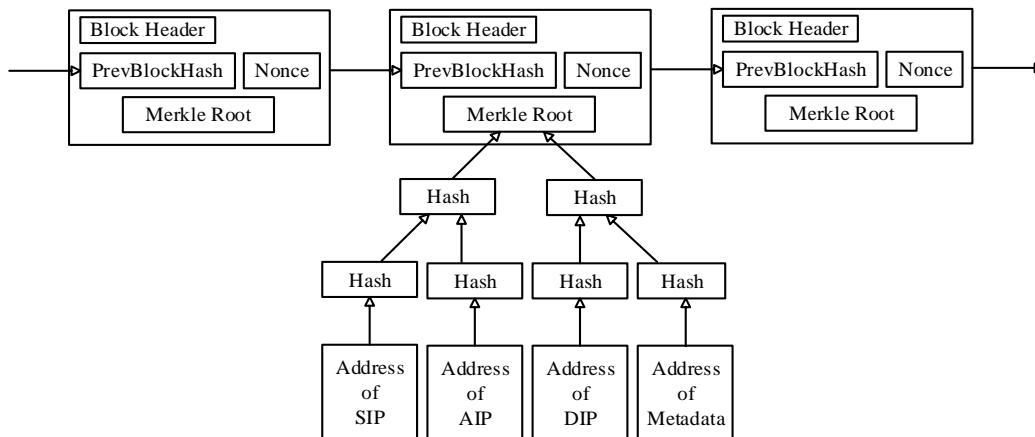 Block Header
PrevBlockHash
Nonce
Merkle Root
Block Header
PrevBlockHash
Nonce
Merkle Root
Block Header
PrevBlockHash
Nonce
Merkle Root
Hash
Hash
Hash
Hash
Hash
Hash
Address
of
SIP
Address
of
AIP
Address
of
DIP
Address
of
Metadata